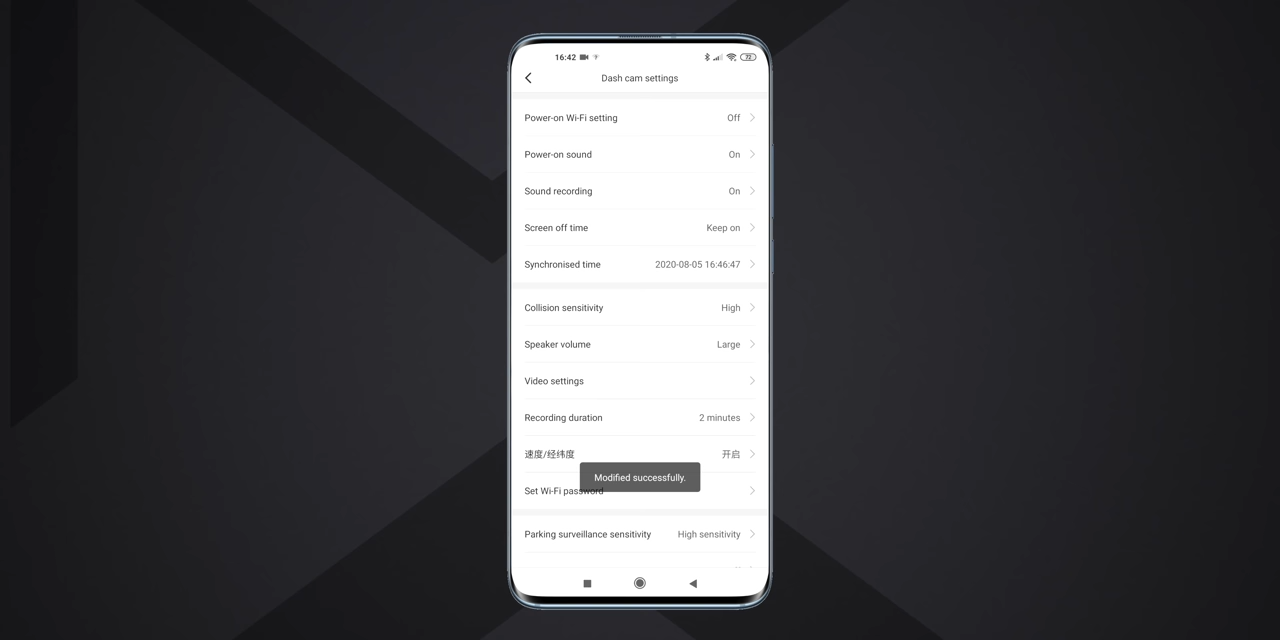 16:42 72
Dash cam settings
Power-on Wi-Fi setting Off
Power-on sound On
Sound recording On
Screen off time Keep on
Synchronised time 2020-08-05 16:46:47
Collision sensitivity High
Speaker volume Large
Video settings
Recording duration 2 minutes
速度/经纬度 开启
Modified successfully.
Set Wi-Fi password
Parking surveillance sensitivity High sensitivity